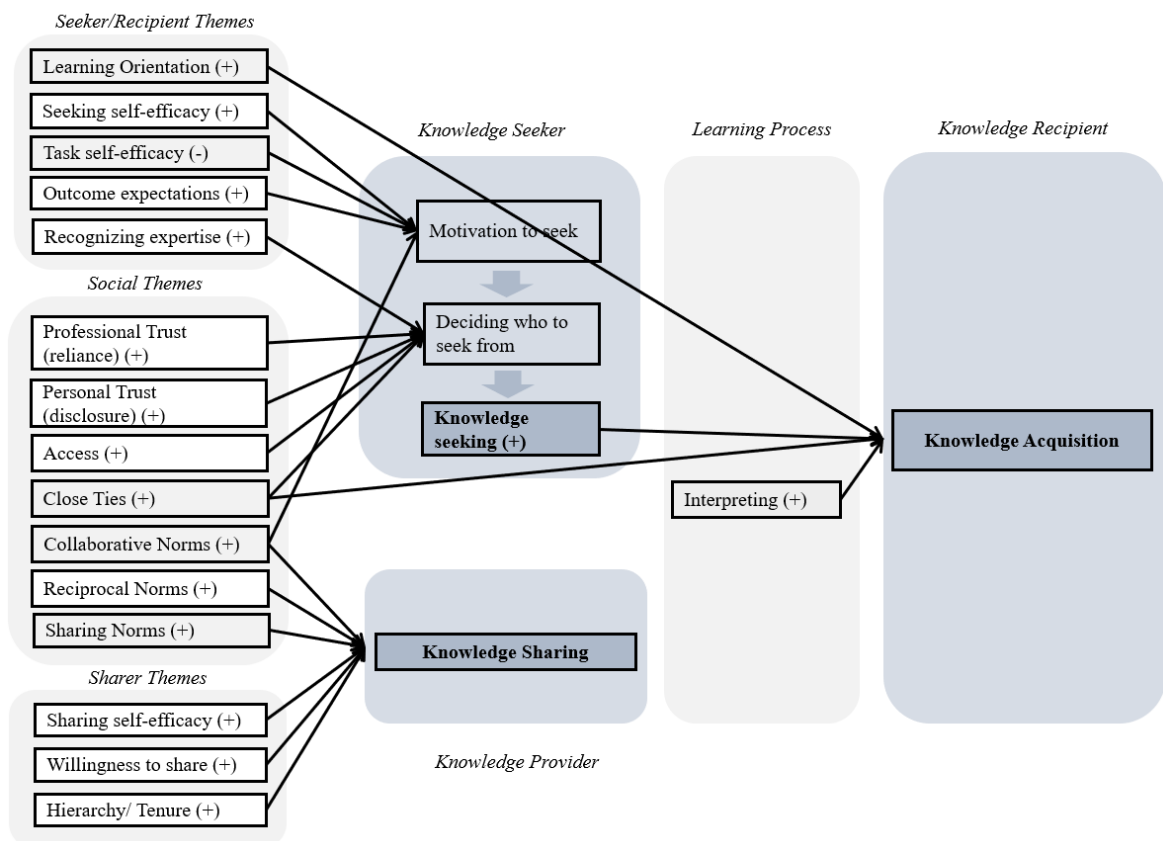 Seeker/Recipient Themes
Learning Orientation (+)
Seeking self-efficacy (+)
Task self-efficacy (-)
Outcome expectations (+)
Recognizing expertise (+)
Social Themes
Professional Trust
(reliance) (+)
Personal Trust
(disclosure) (+)
Access (+)
Close Ties (+)
Collaborative Norms (+)
Reciprocal Norms (+)
Sharing Norms (+)
Sharer Themes
Sharing self-efficacy (+)
Willingness to share (+)
Hierarchy/ Tenure (+)
Knowledge Seeker
Motivation to seek
Deciding who to
seek from
Knowledge
seeking (+)
Knowledge Sharing
Knowledge Provider
Learning Process
Interpreting (+)
Knowledge Recipient
Knowledge Acquisition